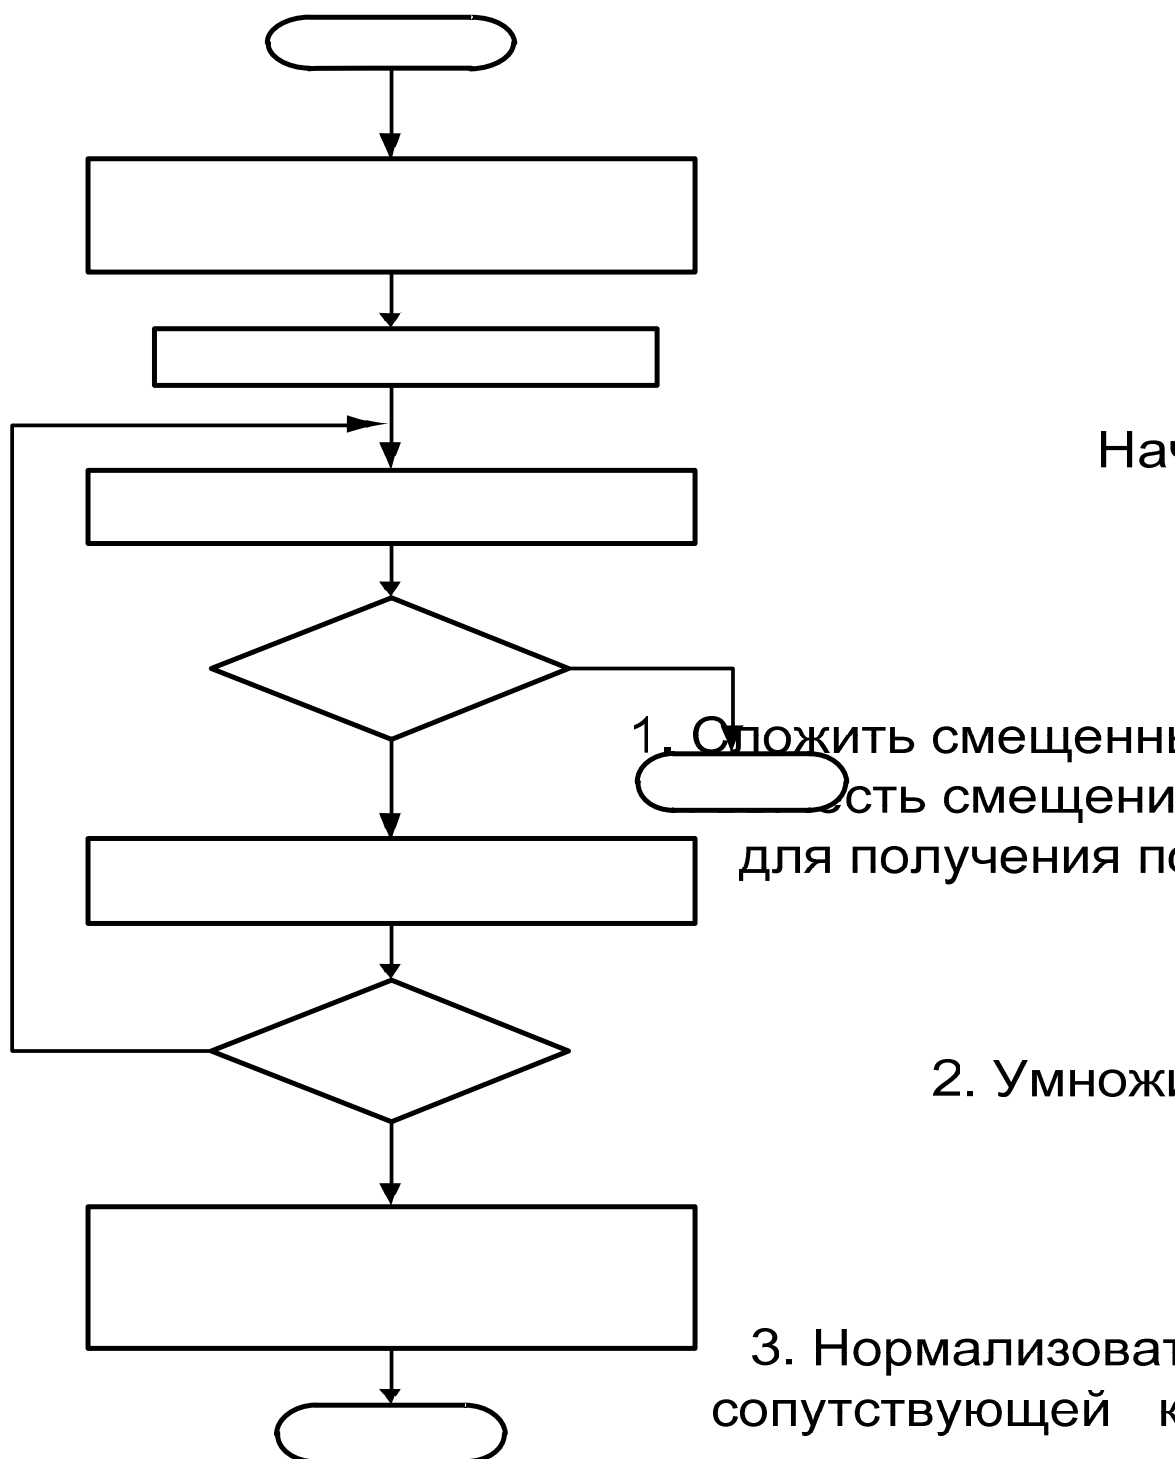 Нач
1. Сложить смещенны
есть смещени
для получения по
2. Умножи
3. Нормализоват
сопутствующей к